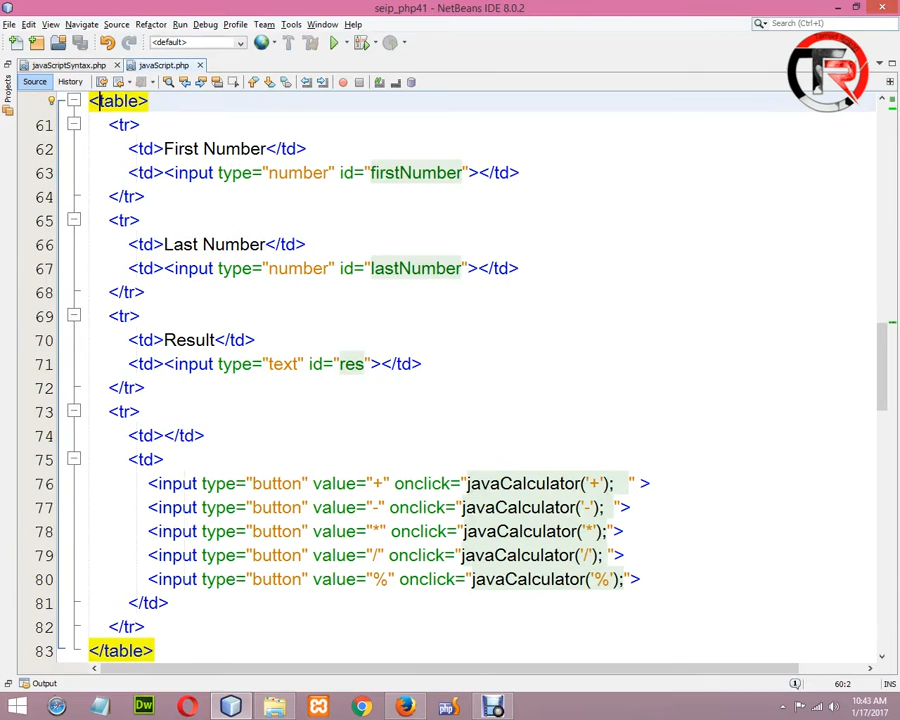 seip_php41 - NetBeans IDE 8.0.2
File Edit View Navigate Source Refactor Run Debug Profile Team Tools Window Help
<default>
Search (Ctrl+I)
javaScriptSyntax.php
javaScript.php
TR
Source History
Projects
<table>
61 <tr>
62 <td>First Number</td>
63 <td><input type="number" id="firstNumber"></td>
64 </tr>
65 <tr>
66 <td>Last Number</td>
67 <td><input type="number" id="lastNumber"></td>
68 </tr>
69 <tr>
70 <td>Result</td>
71 <td><input type="text" id="res"></td>
72 </tr>
73 <tr>
74 <td></td>
75 <td>
76 <input type="button" value="+" onclick="javaCalculator('+'); " >
77 <input type="button" value="-" onclick="javaCalculator('-'); ">
78 <input type="button" value="*" onclick="javaCalculator('*');">
79 <input type="button" value="/" onclick="javaCalculator('/'); ">
80 <input type="button" value="%" onclick="javaCalculator('%');">
81 </td>
82 </tr>
83 </table>
Output
60:2 INS
Dw
php
10:43 AM
1/17/2017